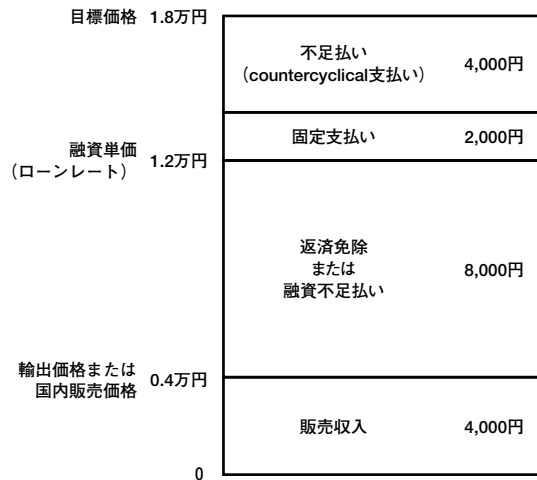 目標価格 1.8万円
不足払い
（countercyclical支払い）
4,000円
固定支払い 2,000円
融資単価
（ローンレート）
1.2万円
返済免除
または
融資不足払い
8,000円
輸出価格または
国内販売価格
0.4万円
販売収入 4,000円
0